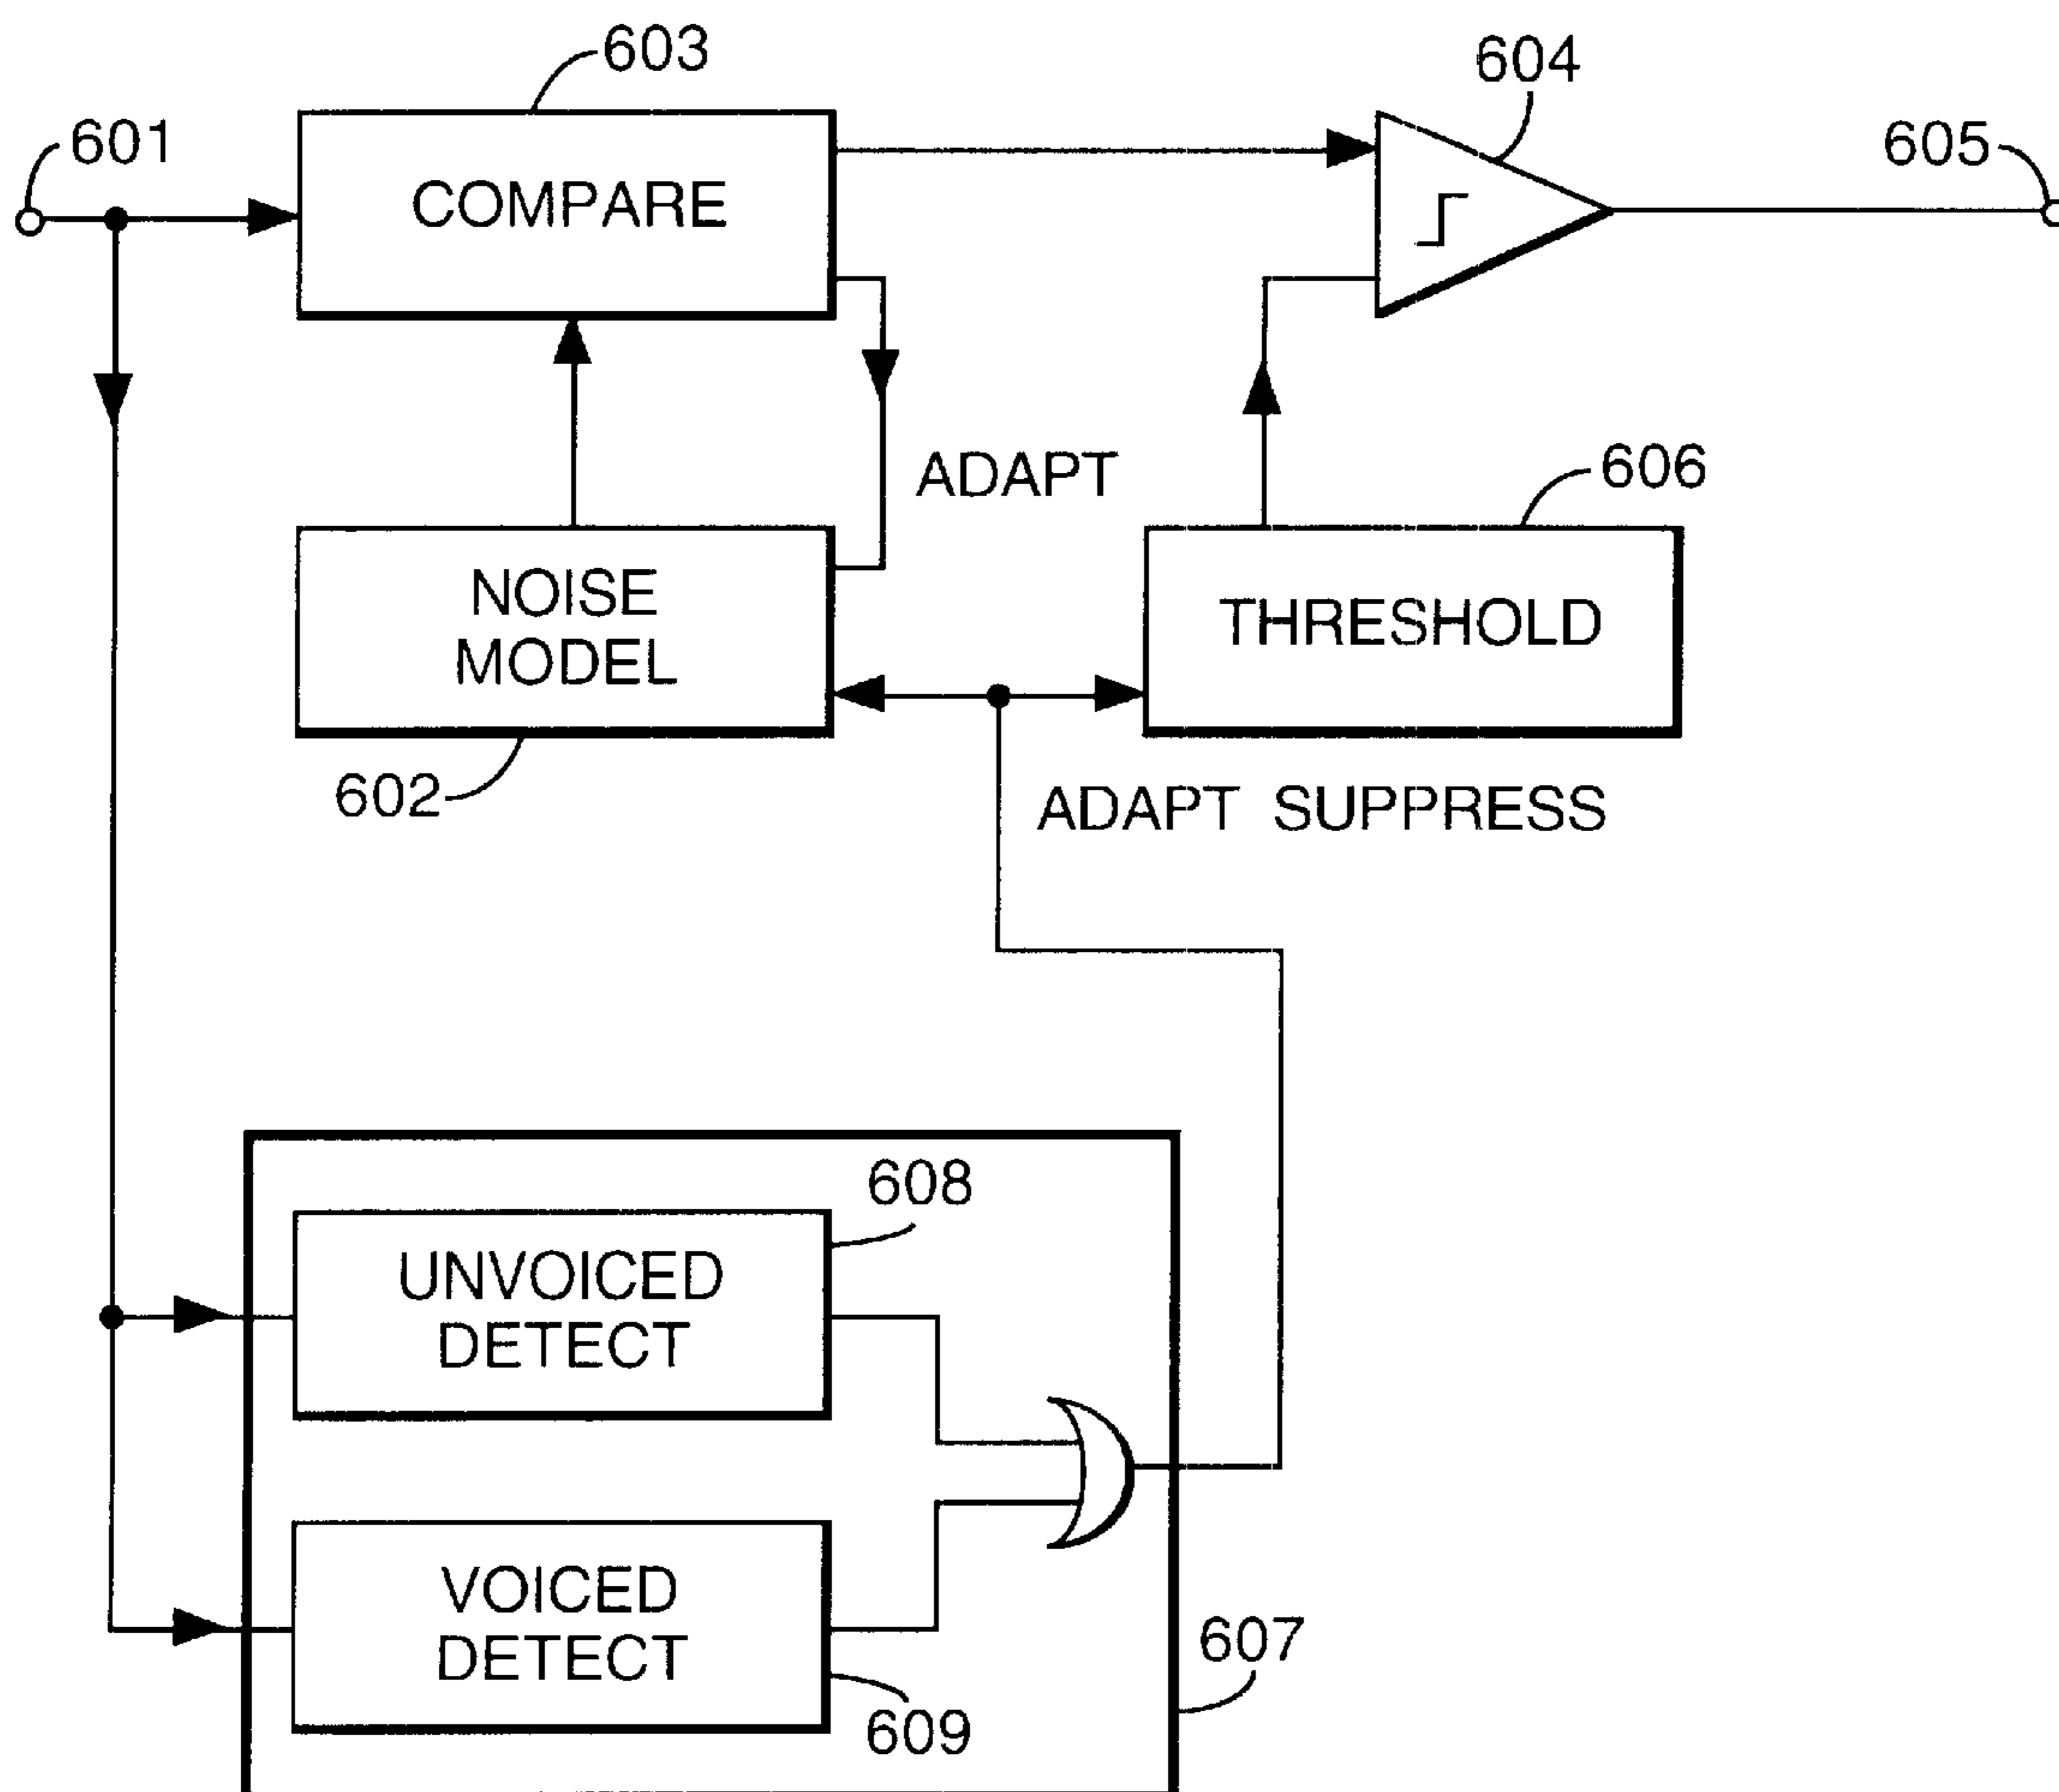 603
604
601
605
COMPARE
ADAPT
606
NOISE
MODEL
THRESHOLD
602
ADAPT SUPPRESS
608
UNVOICED
DETECT
VOICED
DETECT
607
609